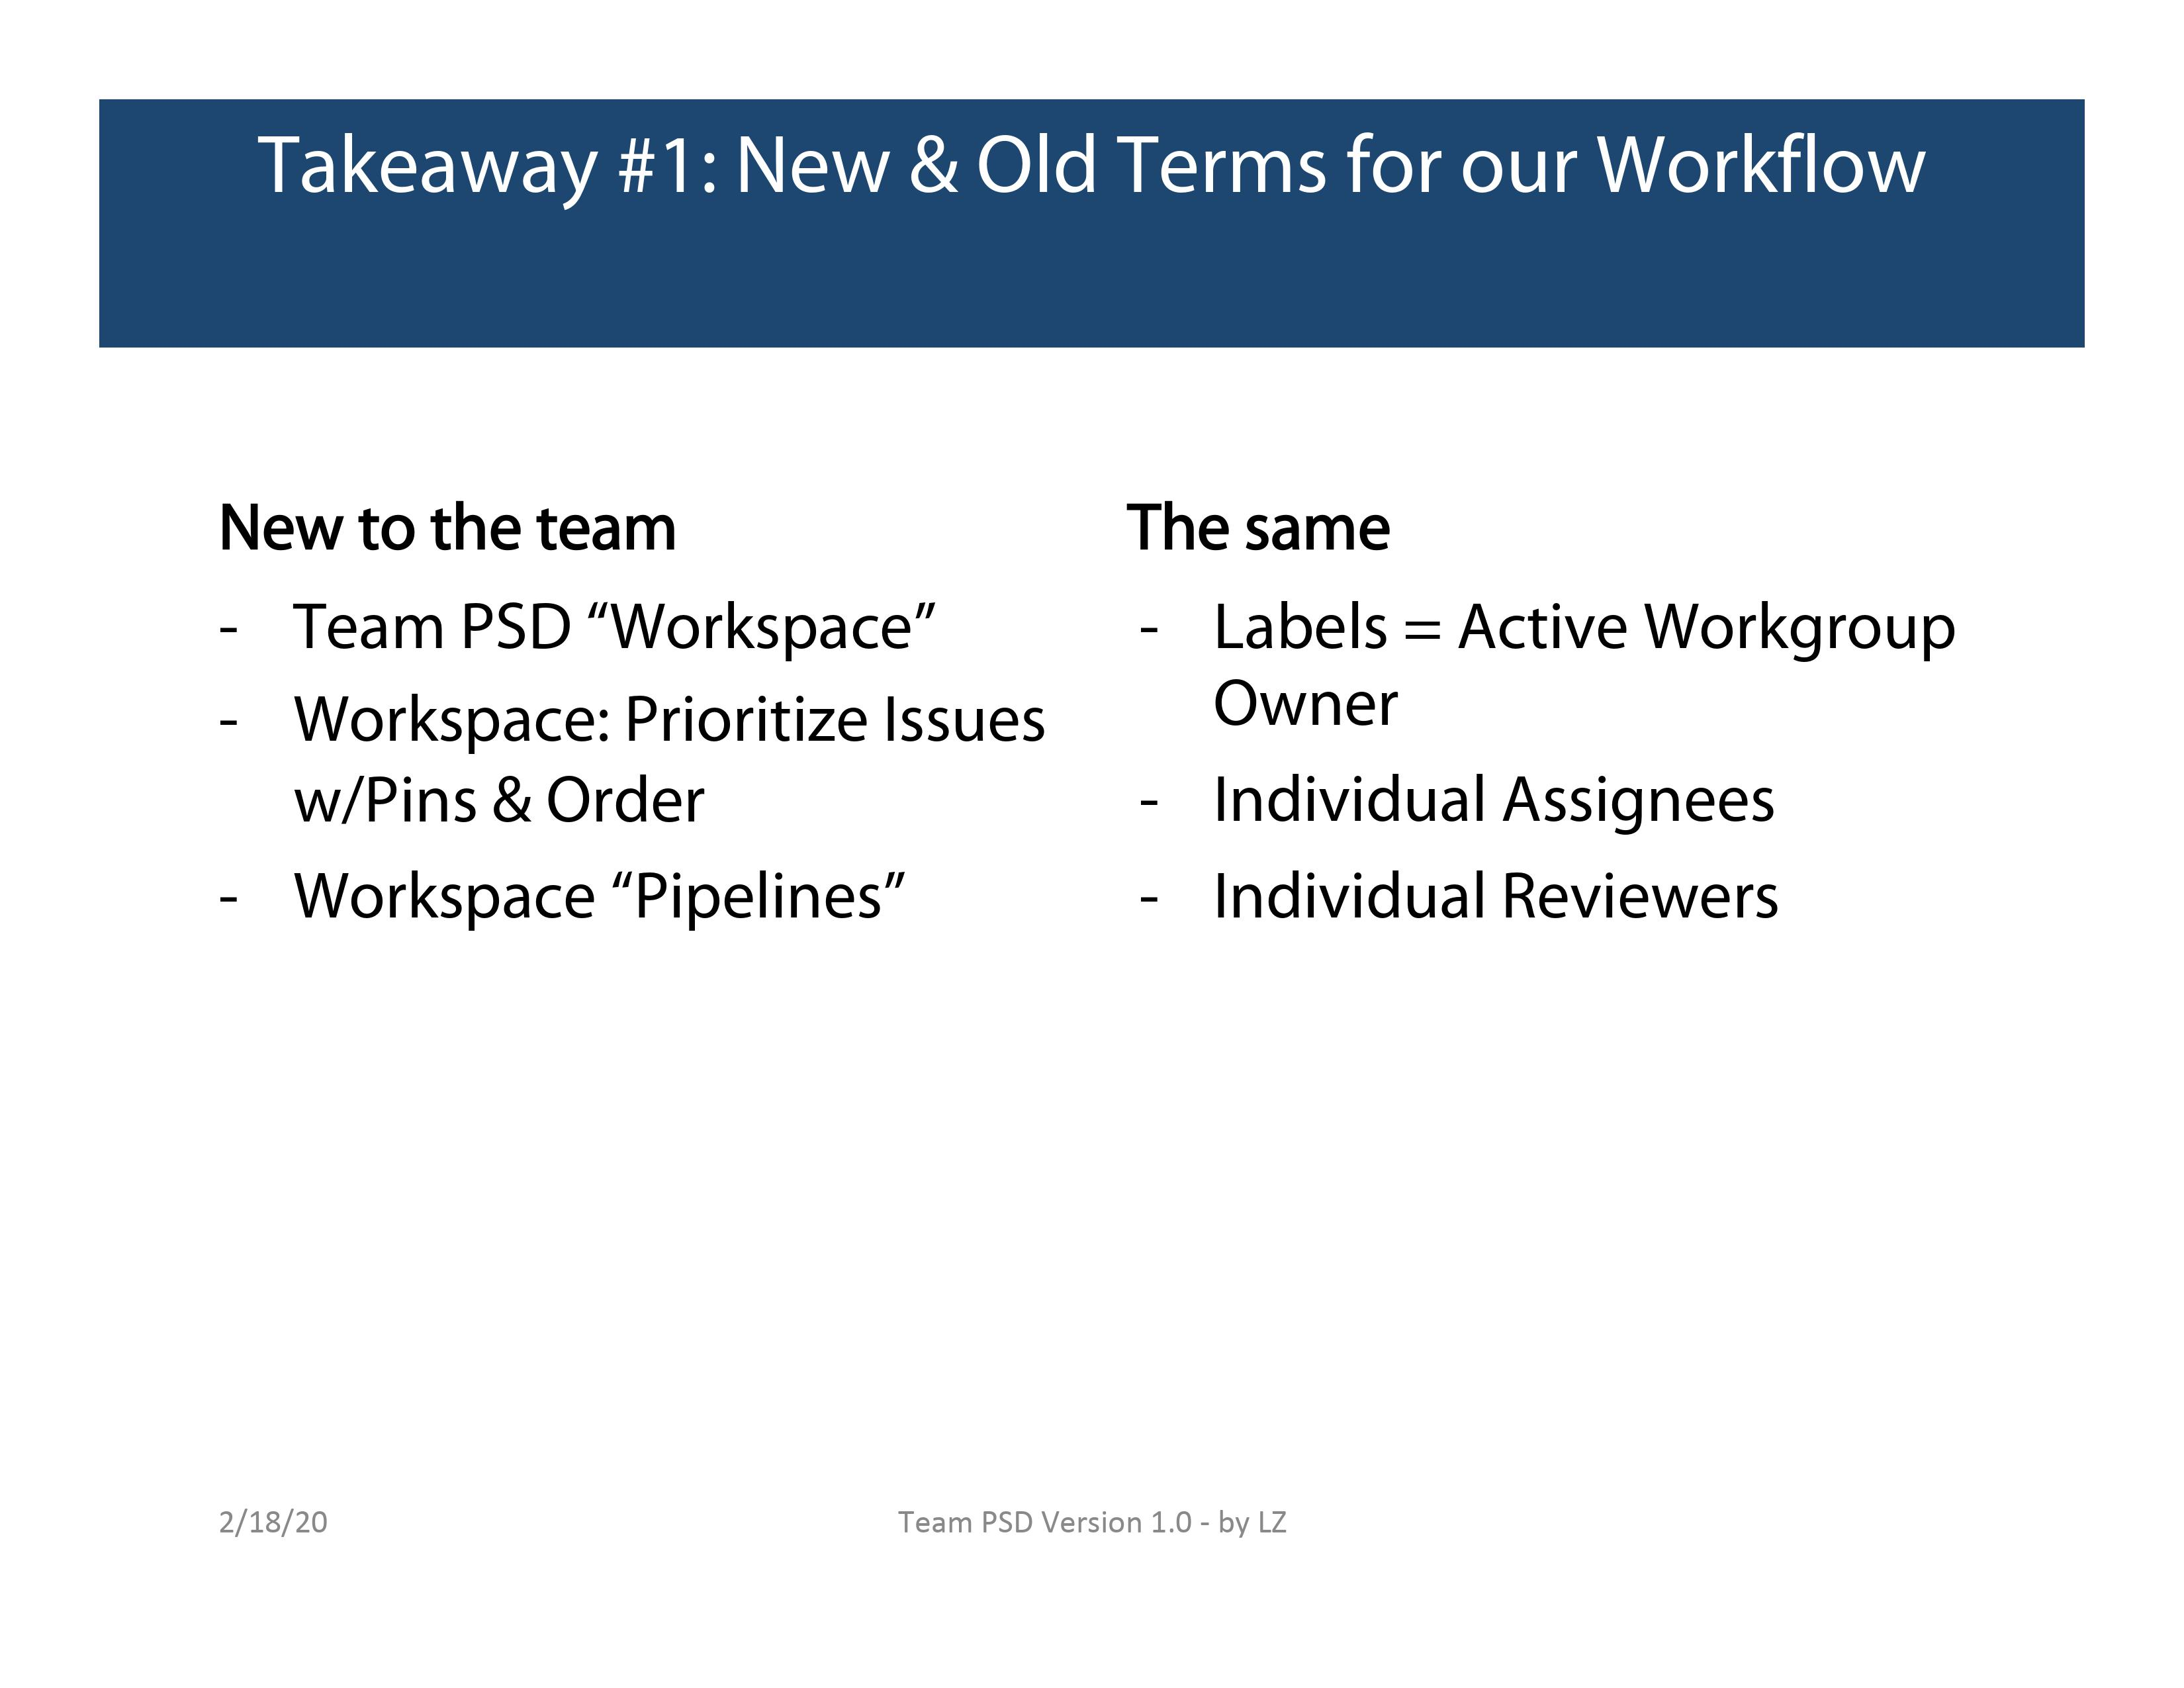 Takeaway #1: New & Old Terms for our Workflow
New to the team
- Team PSD “Workspace”
- Workspace: Prioritize Issues
w/Pins & Order
- Workspace “Pipelines”
The same
- Labels = Active Workgroup
Owner
- Individual Assignees
- Individual Reviewers
2/18/20
Team PSD Version 1.0 - by LZ